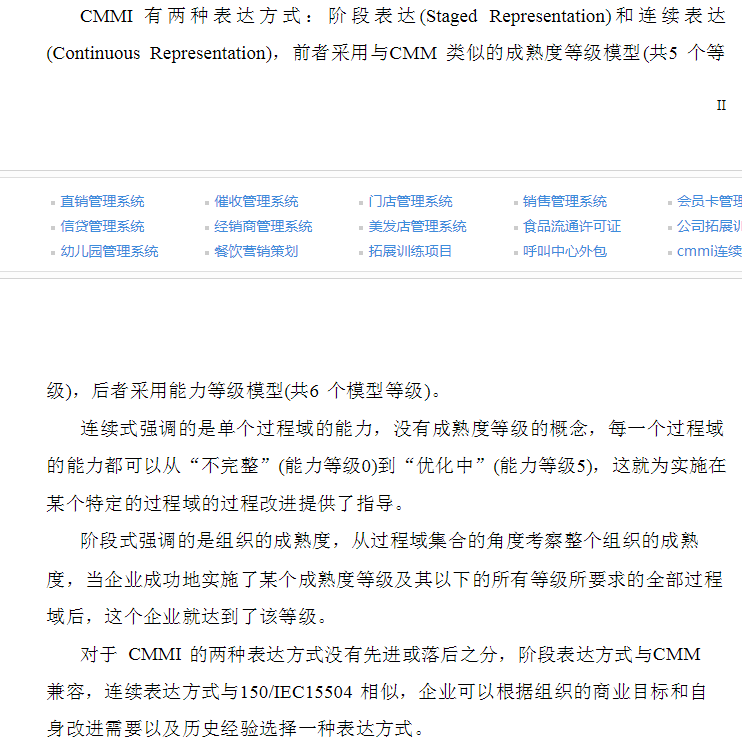 CMMI 有两种表达方式：阶段表达(Staged Representation)和连续表达
(Continuous Representation)，前者采用与CMM 类似的成熟度等级模型(共5 个等
II
直销管理系统 催收管理系统 门店管理系统 销售管理系统 会员卡管理
信贷管理系统 经销商管理系统 美发店管理系统 食品流通许可证 公司拓展训
幼儿园管理系统 餐饮营销策划 拓展训练项目 呼叫中心外包 cmmi连续
级)，后者采用能力等级模型(共6 个模型等级)。
连续式强调的是单个过程域的能力，没有成熟度等级的概念，每一个过程域
的能力都可以从“不完整”(能力等级0)到“优化中”(能力等级5)，这就为实施在
某个特定的过程域的过程改进提供了指导。
阶段式强调的是组织的成熟度，从过程域集合的角度考察整个组织的成熟
度，当企业成功地实施了某个成熟度等级及其以下的所有等级所要求的全部过程
域后，这个企业就达到了该等级。
对于 CMMI 的两种表达方式没有先进或落后之分，阶段表达方式与CMM
兼容，连续表达方式与150/IEC15504 相似，企业可以根据组织的商业目标和自
身改进需要以及历史经验选择一种表达方式。